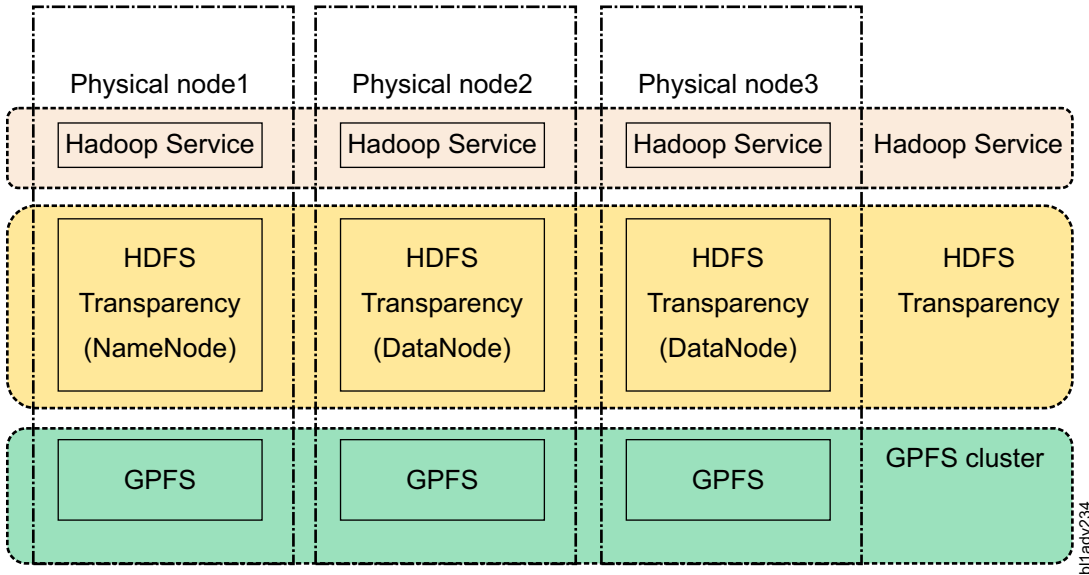 Physical node1
Physical node2
Physical node3
Hadoop Service
Hadoop Service
Hadoop Service
Hadoop Service
HDFS
Transparency
(NameNode)
HDFS
Transparency
(DataNode)
HDFS
Transparency
(DataNode)
HDFS
Transparency
GPFS
GPFS
GPFS
GPFS cluster
bl1adv234